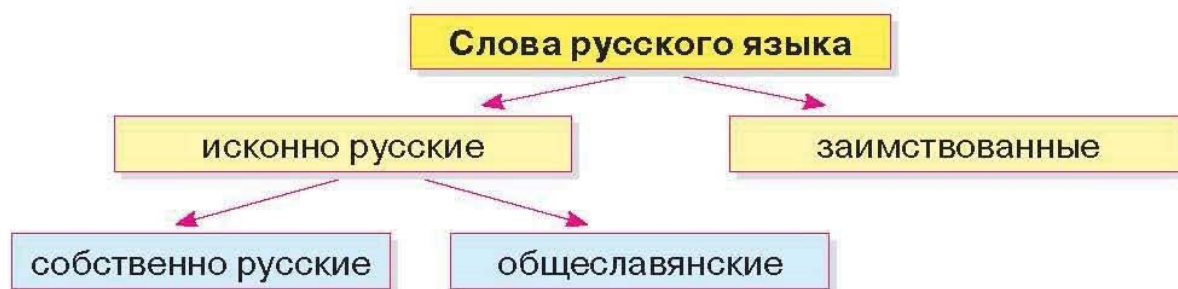 Слова русского языка
исконно русские
заимствованные
собственно русские
общеславянские